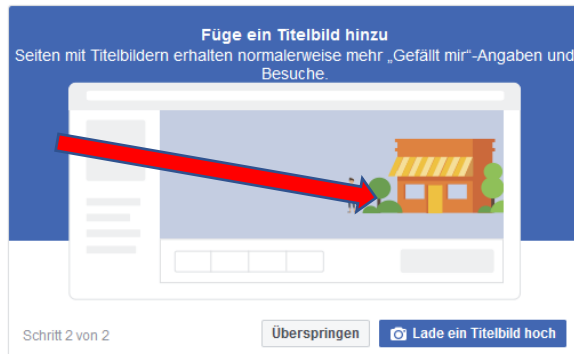 Füge ein Titelbild hinzu
Seiten mit Titelbildern erhalten normalerweise mehr „Gefällt mir“-Angaben und
Besuche.
Schritt 2 von 2
Überspringen
Lade ein Titelbild hoch